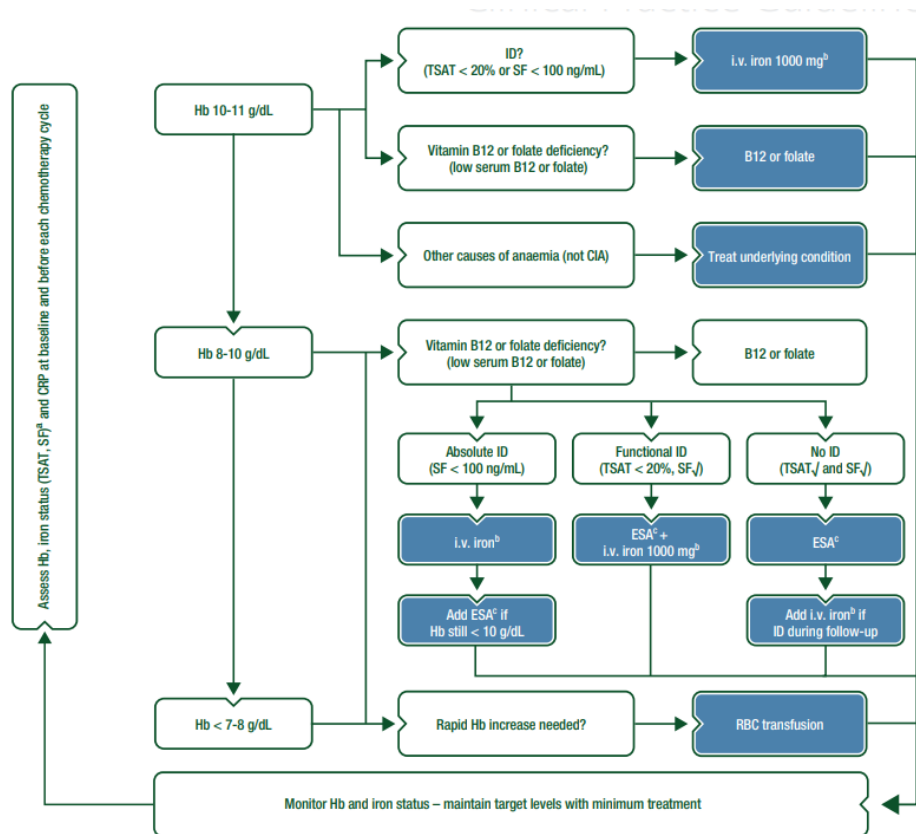 Clinical Practice Guideline
ID?
(TSAT < 20% or SF < 100 ng/mL)
i.v. iron 1000 mgᵇ
Hb 10-11 g/dL
Vitamin B12 or folate deficiency?
(low serum B12 or folate)
B12 or folate
Other causes of anaemia (not CIA)
Treat underlying condition
Hb 8-10 g/dL
Vitamin B12 or folate deficiency?
(low serum B12 or folate)
B12 or folate
Absolute ID
(SF < 100 ng/mL)
Functional ID
(TSAT < 20%, SF√)
No ID
(TSAT√ and SF√)
i.v. ironᵇ
ESAᶜ +
i.v. iron 1000 mgᵇ
ESAᶜ
Add ESAᶜ if
Hb still < 10 g/dL
Add i.v. ironᵇ if
ID during follow-up
Hb < 7-8 g/dL
Rapid Hb increase needed?
RBC transfusion
Monitor Hb and iron status – maintain target levels with minimum treatment
Assess Hb, iron status (TSAT, SF)ᵃ and CRP at baseline and before each chemotherapy cycle